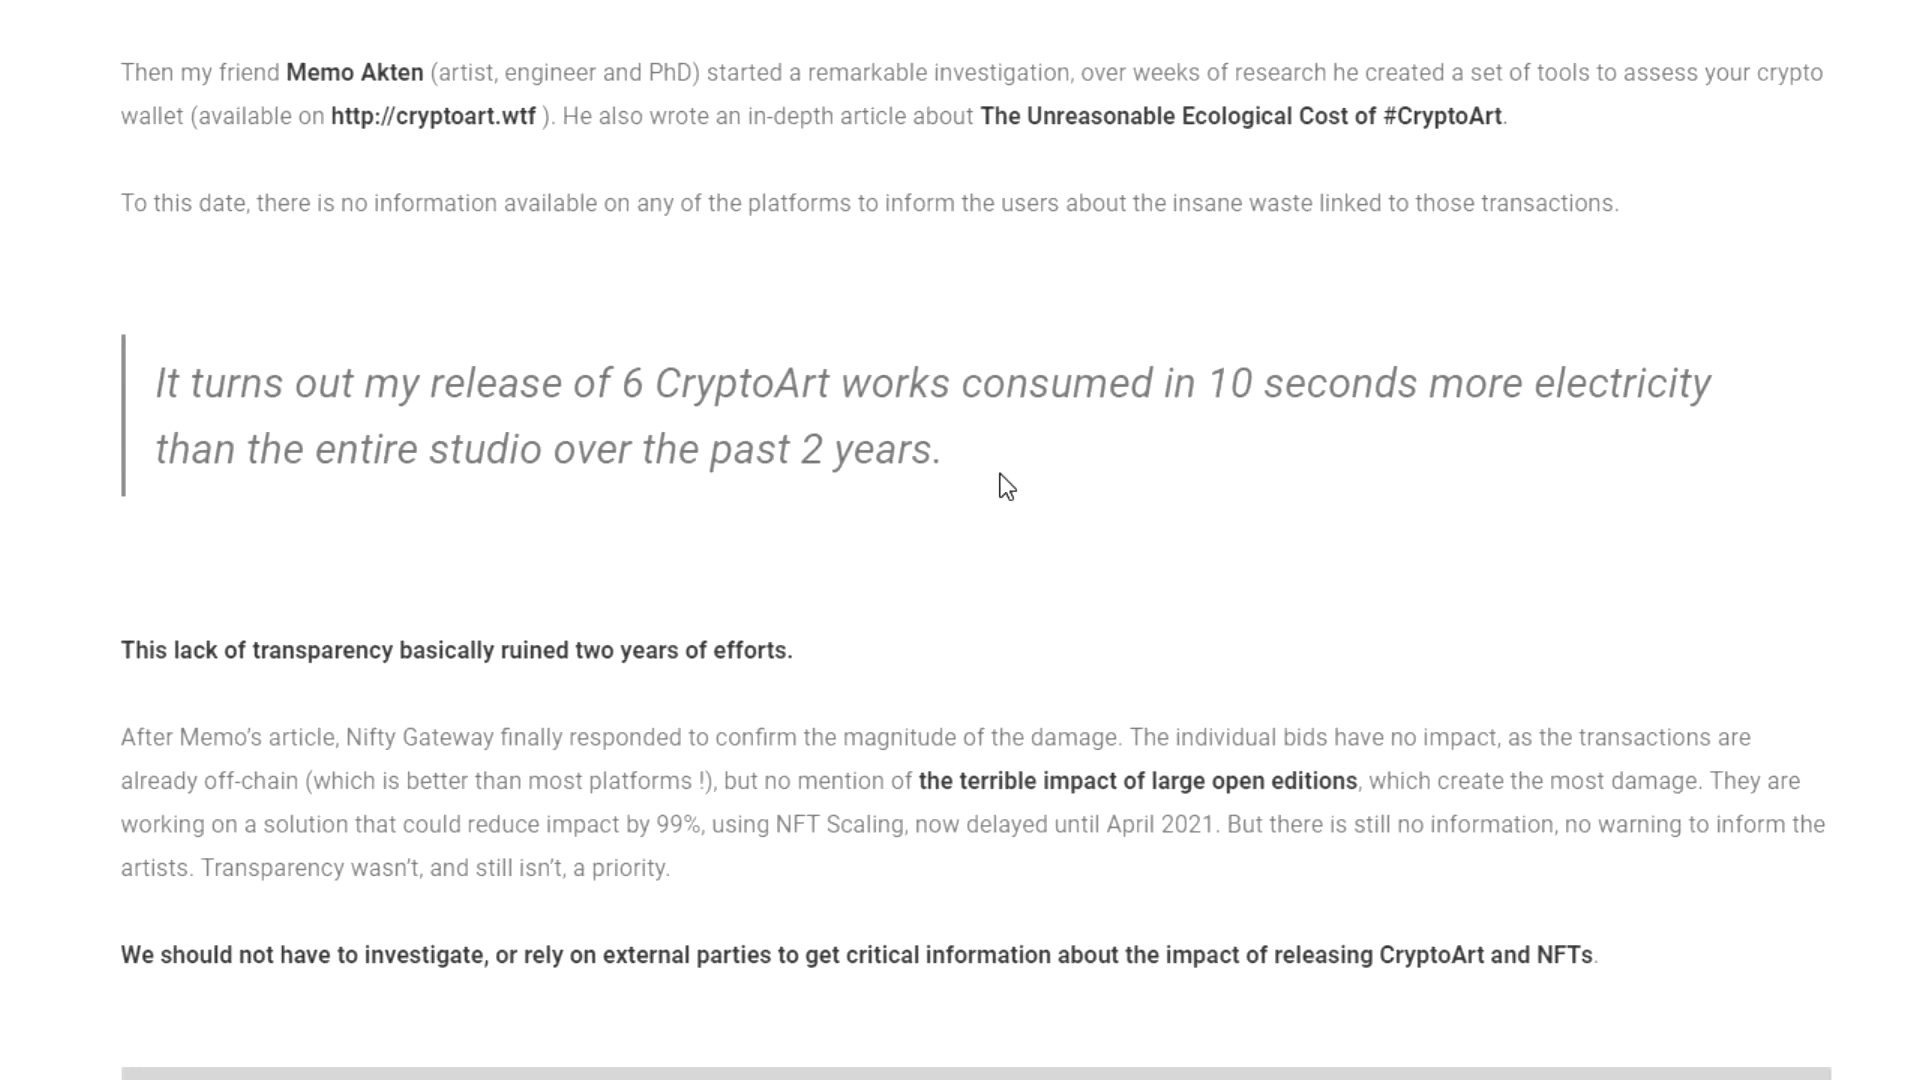 Then my friend Memo Akten (artist, engineer and PhD) started a remarkable investigation, over weeks of research he created a set of tools to assess your crypto
wallet (available on http://cryptoart.wtf ). He also wrote an in-depth article about The Unreasonable Ecological Cost of #CryptoArt.
To this date, there is no information available on any of the platforms to inform the users about the insane waste linked to those transactions.
It turns out my release of 6 CryptoArt works consumed in 10 seconds more electricity
than the entire studio over the past 2 years.
This lack of transparency basically ruined two years of efforts.
After Memo’s article, Nifty Gateway finally responded to confirm the magnitude of the damage. The individual bids have no impact, as the transactions are
already off-chain (which is better than most platforms !), but no mention of the terrible impact of large open editions, which create the most damage. They are
working on a solution that could reduce impact by 99%, using NFT Scaling, now delayed until April 2021. But there is still no information, no warning to inform the
artists. Transparency wasn’t, and still isn’t, a priority.
We should not have to investigate, or rely on external parties to get critical information about the impact of releasing CryptoArt and NFTs.